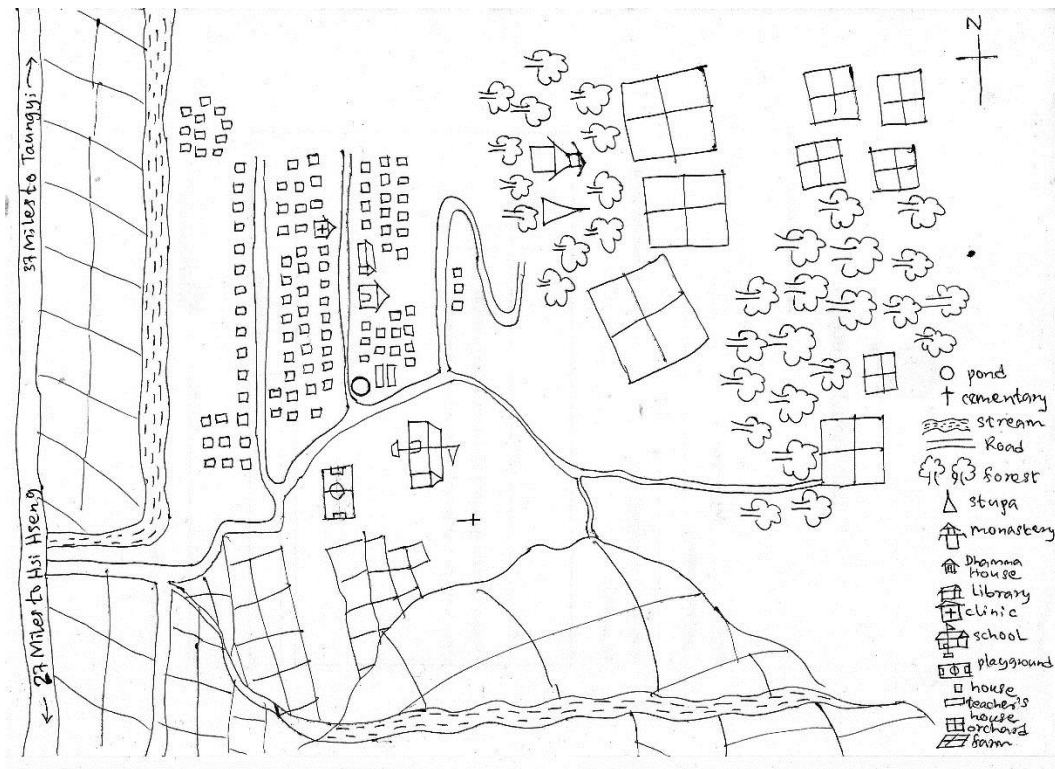 N
37 Miles to Taungyi →
← 27 Miles to Hsi Hseng
pond
cementary
stream
Road
forest
stupa
monastery
Dhamma
House
Library
clinic
school
playground
house
teacher's
house
orchard
farm